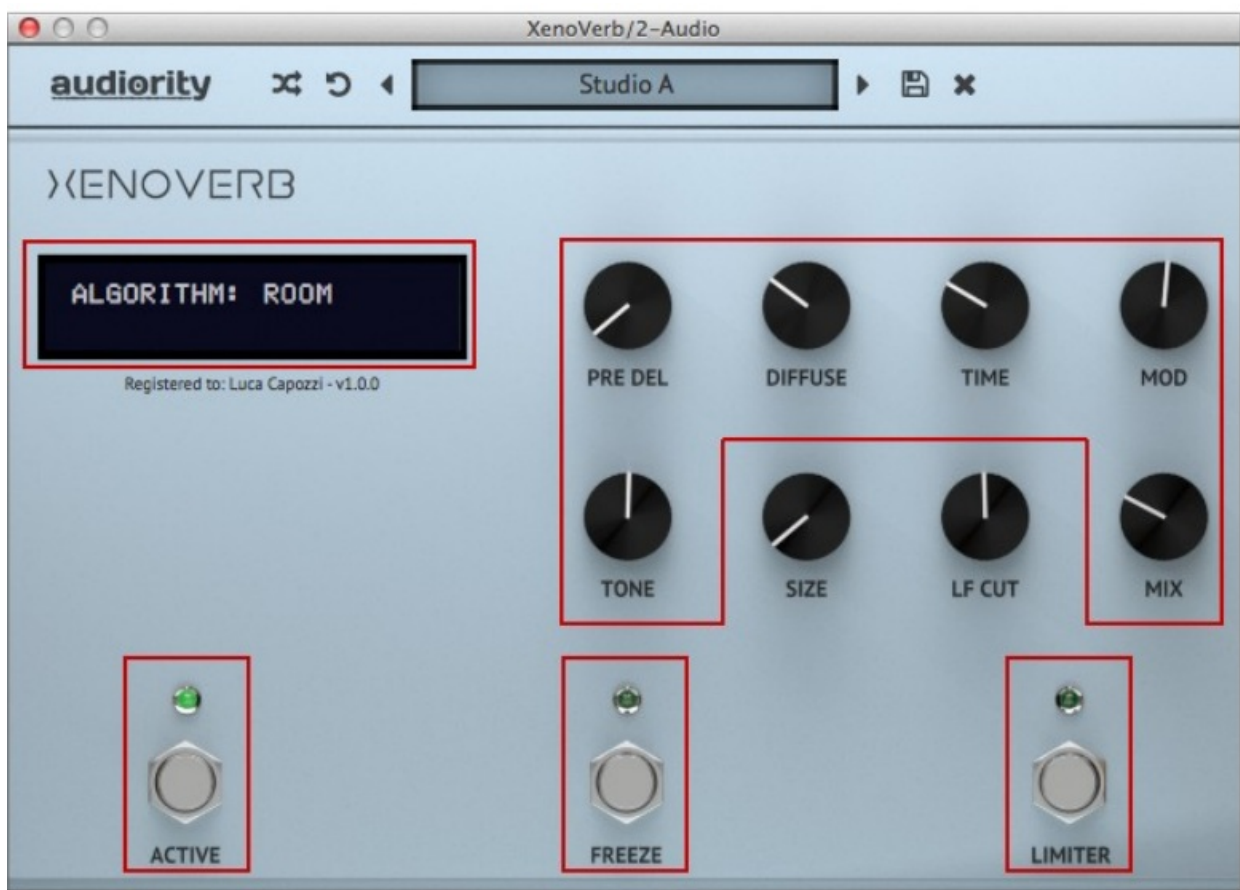 XenoVerb/2-Audio
audiority
Studio A
XENOVERB
ALGORITHM: ROOM
Registered to: Luca Capozzi - v1.0.0
PRE DEL DIFFUSE TIME MOD
TONE SIZE LF CUT MIX
ACTIVE FREEZE LIMITER